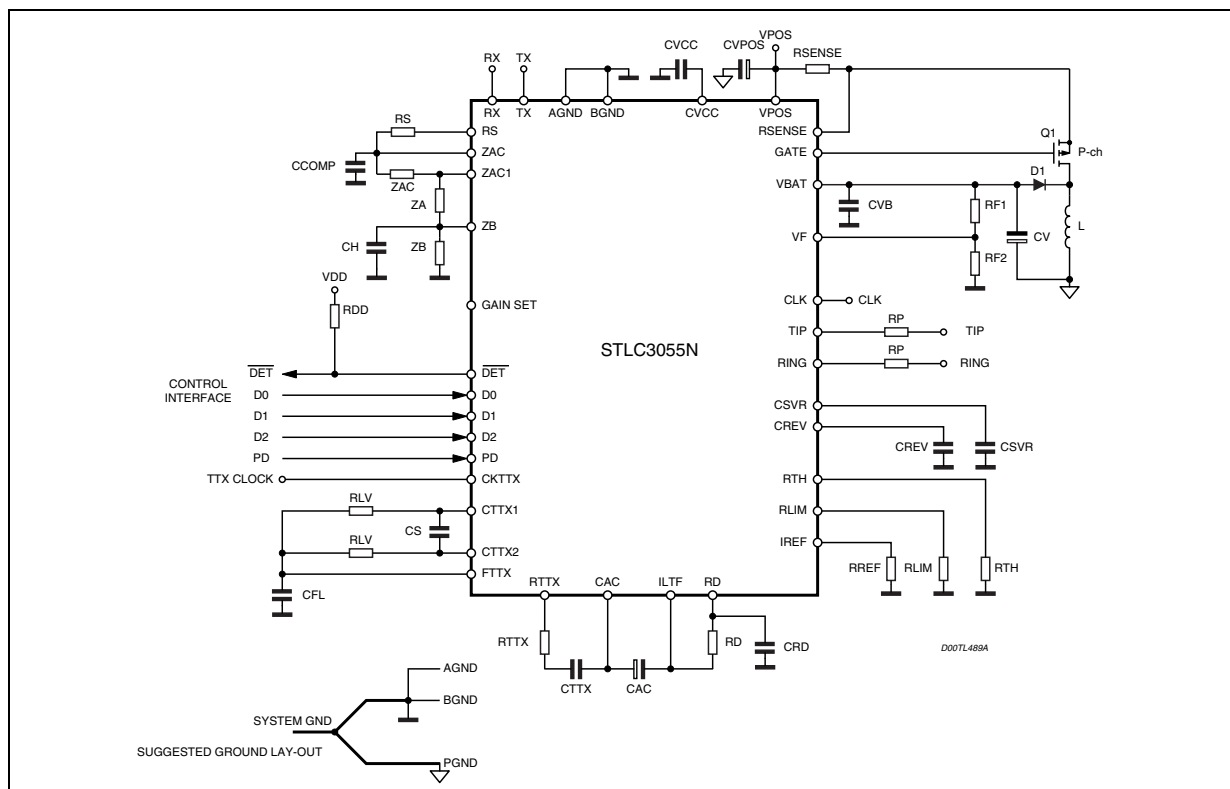 VPOS
RX TX CVCC CVPOS RSENSE
RX TX AGND BGND CVCC VPOS
RS RS RSENSE
ZAC GATE Q1 P-ch
CCOMP ZAC ZAC1 VBAT D1
ZA CVB RF1 CV L
ZB VF
CH ZB RF2
VDD
RDD GAIN SET CLK CLK
STLC3055N
TIP RP TIP
RING RP RING
DET DET
CONTROL
INTERFACE
D0 D0 CSVR
D1 D1 CREV
D2 D2 CREV CSVR
PD PD
TTX CLOCK CKTTX RTH
RLV CTTX1 RLIM
CS
RLV CTTX2 IREF
FTTX RREF RLIM RTH
CFL RTTX CAC ILTF RD
RTTX RD CRD
D00TL489A
CTTX CAC
AGND
BGND
SYSTEM GND
SUGGESTED GROUND LAY-OUT
PGND